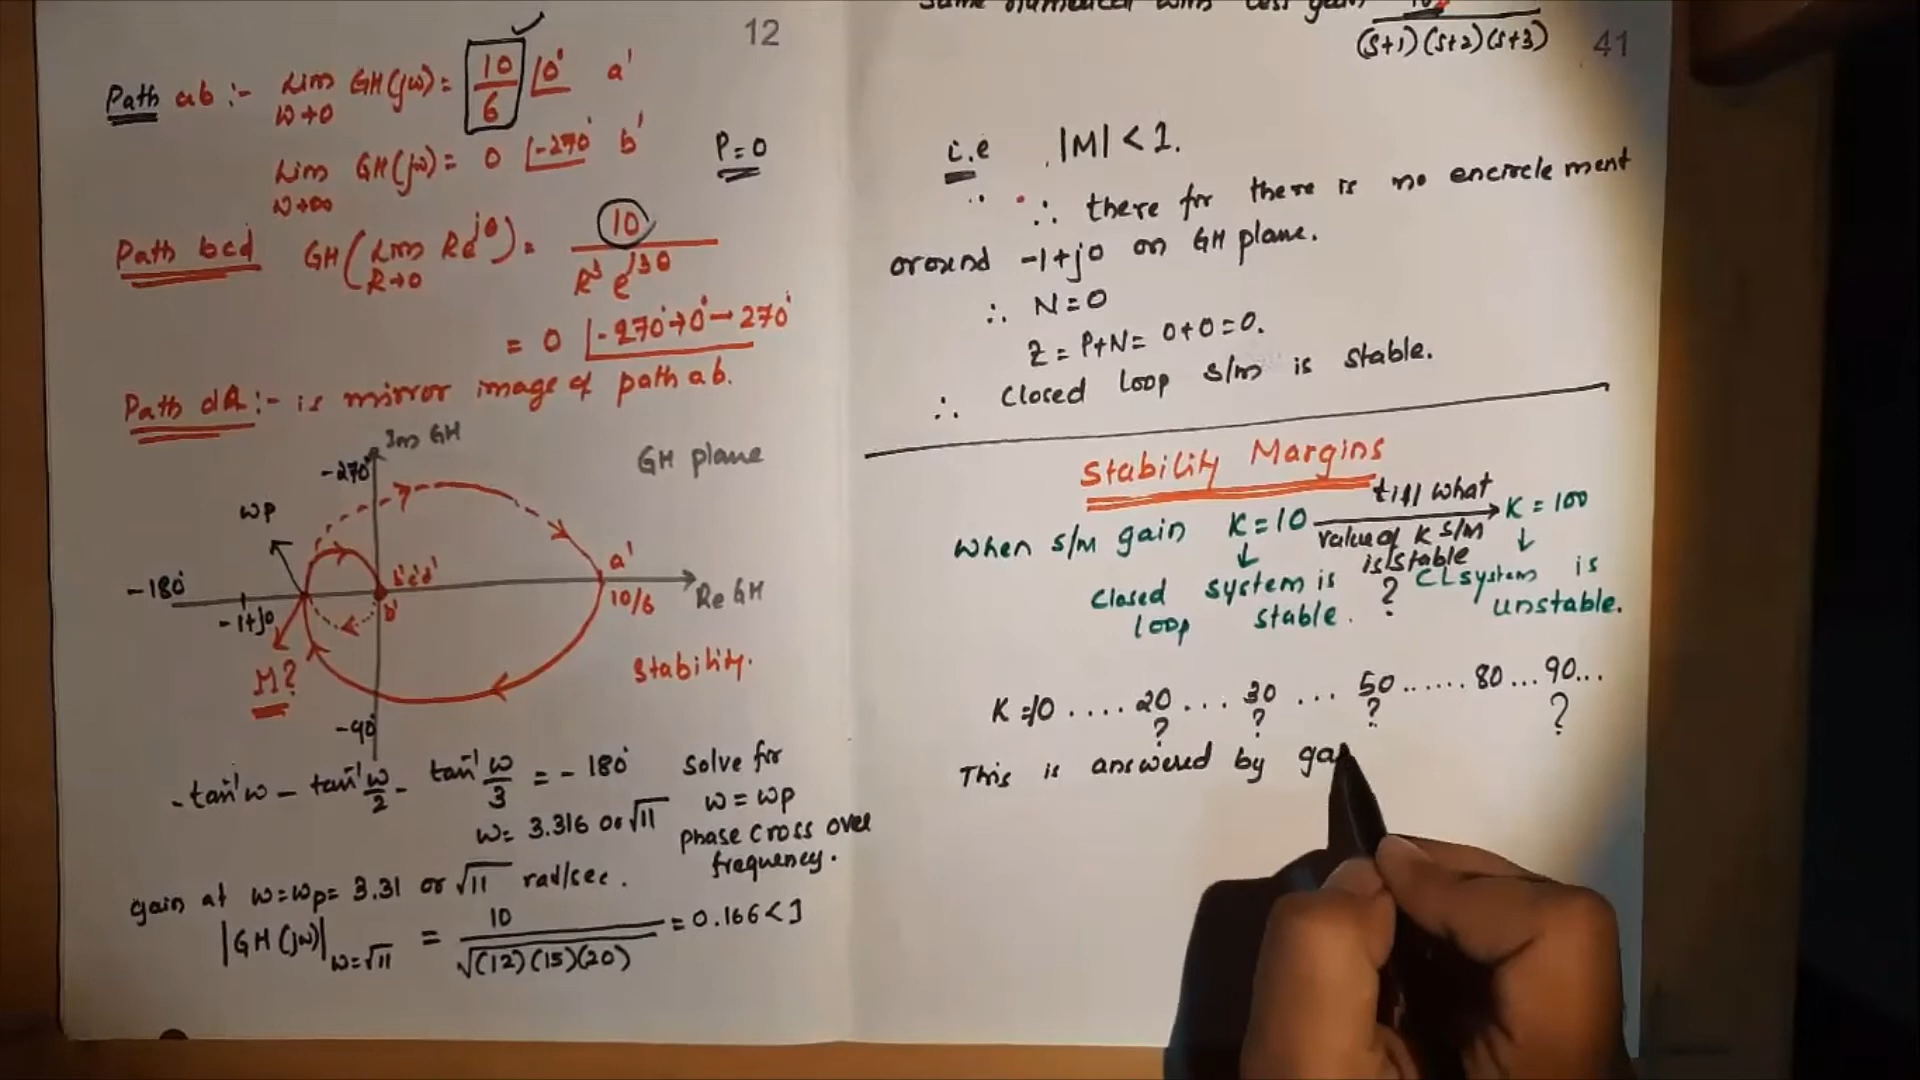 12
Path ab :- Lim GH(jω) = 10/6 ∠0° a'
ω→0
Lim GH(jω) = 0 ∠-270° b'
ω→∞
P = 0
Path bcd GH(Lim Re^jθ) = 10
R→0 R³ e^j3θ
= 0 ∠-270°→0°→270°
Path da :- is mirror image of path ab.
Im GH
-270°
GH plane
ωp
a'
b'c'd'
-180°
-1+j0
10/6
Re GH
M?
Stability.
-90°
-tan⁻¹ω - tan⁻¹ω/2 - tan⁻¹ω/3 = -180° solve for
ω = 3.316 or √11 ω = ωp
phase cross over
frequency.
gain at ω = ωp = 3.31 or √11 rad/sec.
|GH(jω)|ω=√11 = 10/√(12)(15)(20) = 0.166 < 1
less gain
(s+1)(s+2)(s+3)
41
i.e |M| < 1.
∴ there for there is no encirclement
around -1+j0 on GH plane.
∴ N = 0
Z = P+N = 0+0 = 0.
∴ Closed loop s/m is stable.
Stability Margins
When s/m gain K = 10 till what value of K s/m is stable ? K = 100
Closed loop system is stable. CL system is unstable.
K = 10 .... 20 ... 30 ... 50 ...... 80 ... 90...
? ? ? ?
This is answered by ga